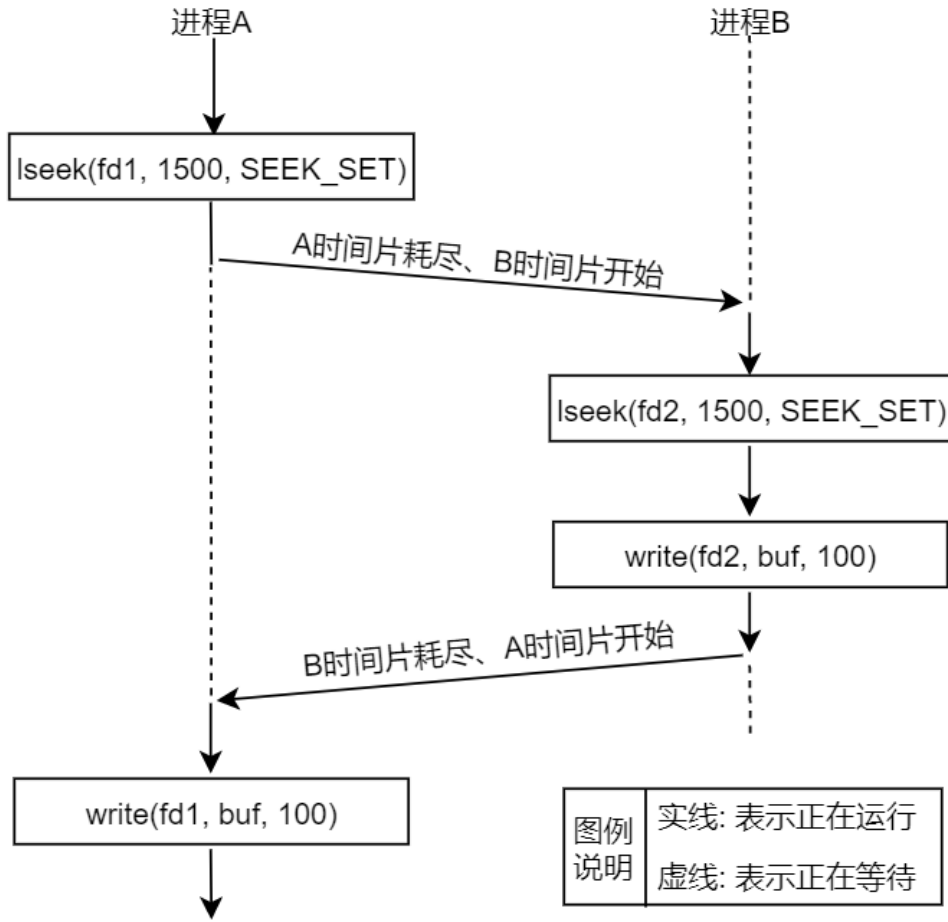 进程A
进程B
lseek(fd1, 1500, SEEK_SET)
A时间片耗尽、B时间片开始
lseek(fd2, 1500, SEEK_SET)
write(fd2, buf, 100)
B时间片耗尽、A时间片开始
write(fd1, buf, 100)
图例
说明
实线: 表示正在运行
虚线: 表示正在等待